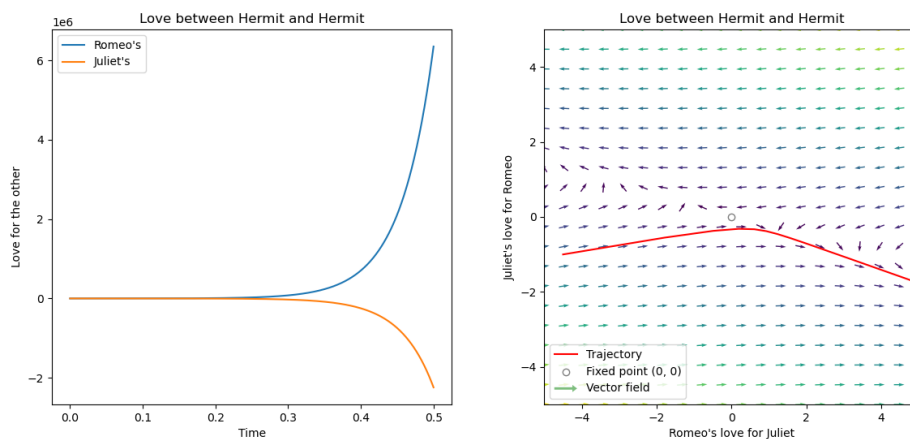 Love between Hermit and Hermit
1e6
Romeo's
Juliet's
6
4
2
0
−2
Love for the other
0.0 0.1 0.2 0.3 0.4 0.5
Time
Love between Hermit and Hermit
4
2
0
−2
−4
Juliet's love for Romeo
Trajectory
Fixed point (0, 0)
Vector field
−4 −2 0 2 4
Romeo's love for Juliet